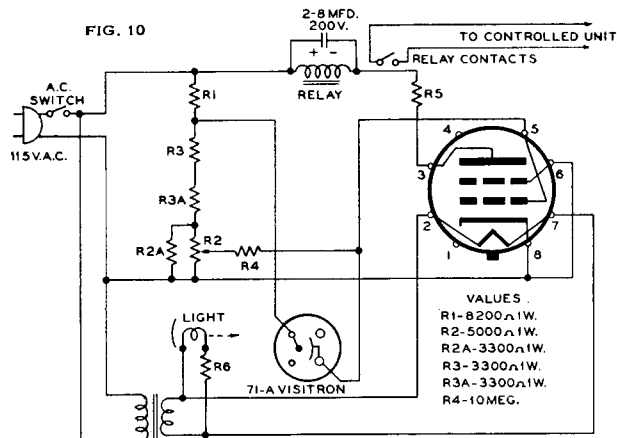 FIG. 10
2-8 MFD.
200V.
+ -
TO CONTROLLED UNIT
RELAY CONTACTS
RELAY
A.C.
SWITCH
115 V.A.C.
R1
R5
R3
R3A
R2A
R2
R4
4
5
3
6
2
7
1
8
LIGHT
R6
71-A VISITRON
VALUES
R1-8200Ω1W.
R2-5000Ω1W.
R2A-3300Ω1W.
R3-3300Ω1W.
R3A-3300Ω1W.
R4-10MEG.